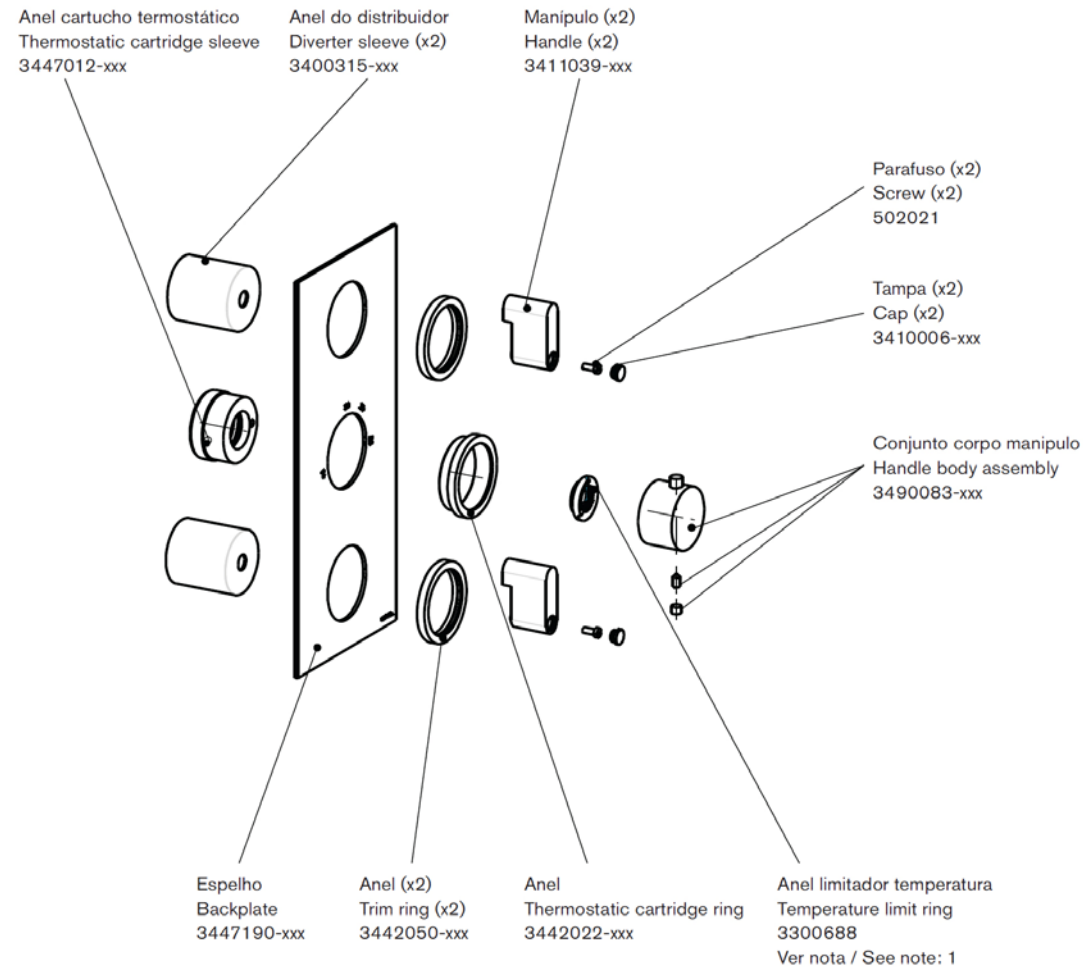 Anel cartucho termostático
Thermostatic cartridge sleeve
3447012-xxx
Anel do distribuidor
Diverter sleeve (x2)
3400315-xxx
Manípulo (x2)
Handle (x2)
3411039-xxx
Parafuso (x2)
Screw (x2)
502021
Tampa (x2)
Cap (x2)
3410006-xxx
Conjunto corpo manipulo
Handle body assembly
3490083-xxx
Espelho
Backplate
3447190-xxx
Anel (x2)
Trim ring (x2)
3442050-xxx
Anel
Thermostatic cartridge ring
3442022-xxx
Anel limitador temperatura
Temperature limit ring
3300688
Ver nota / See note: 1